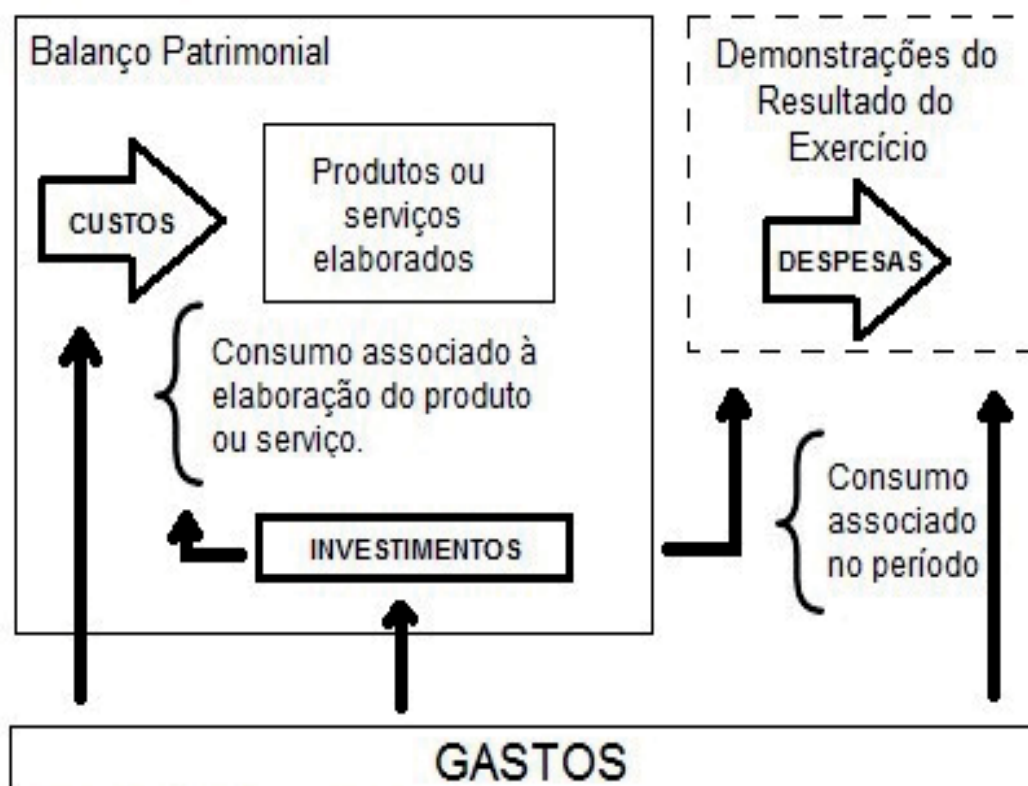 Balanço Patrimonial
CUSTOS
Produtos ou
serviços
elaborados
Consumo associado à
elaboração do produto
ou serviço.
INVESTIMENTOS
Demonstrações do
Resultado do
Exercício
DESPESAS
Consumo
associado
no período
GASTOS